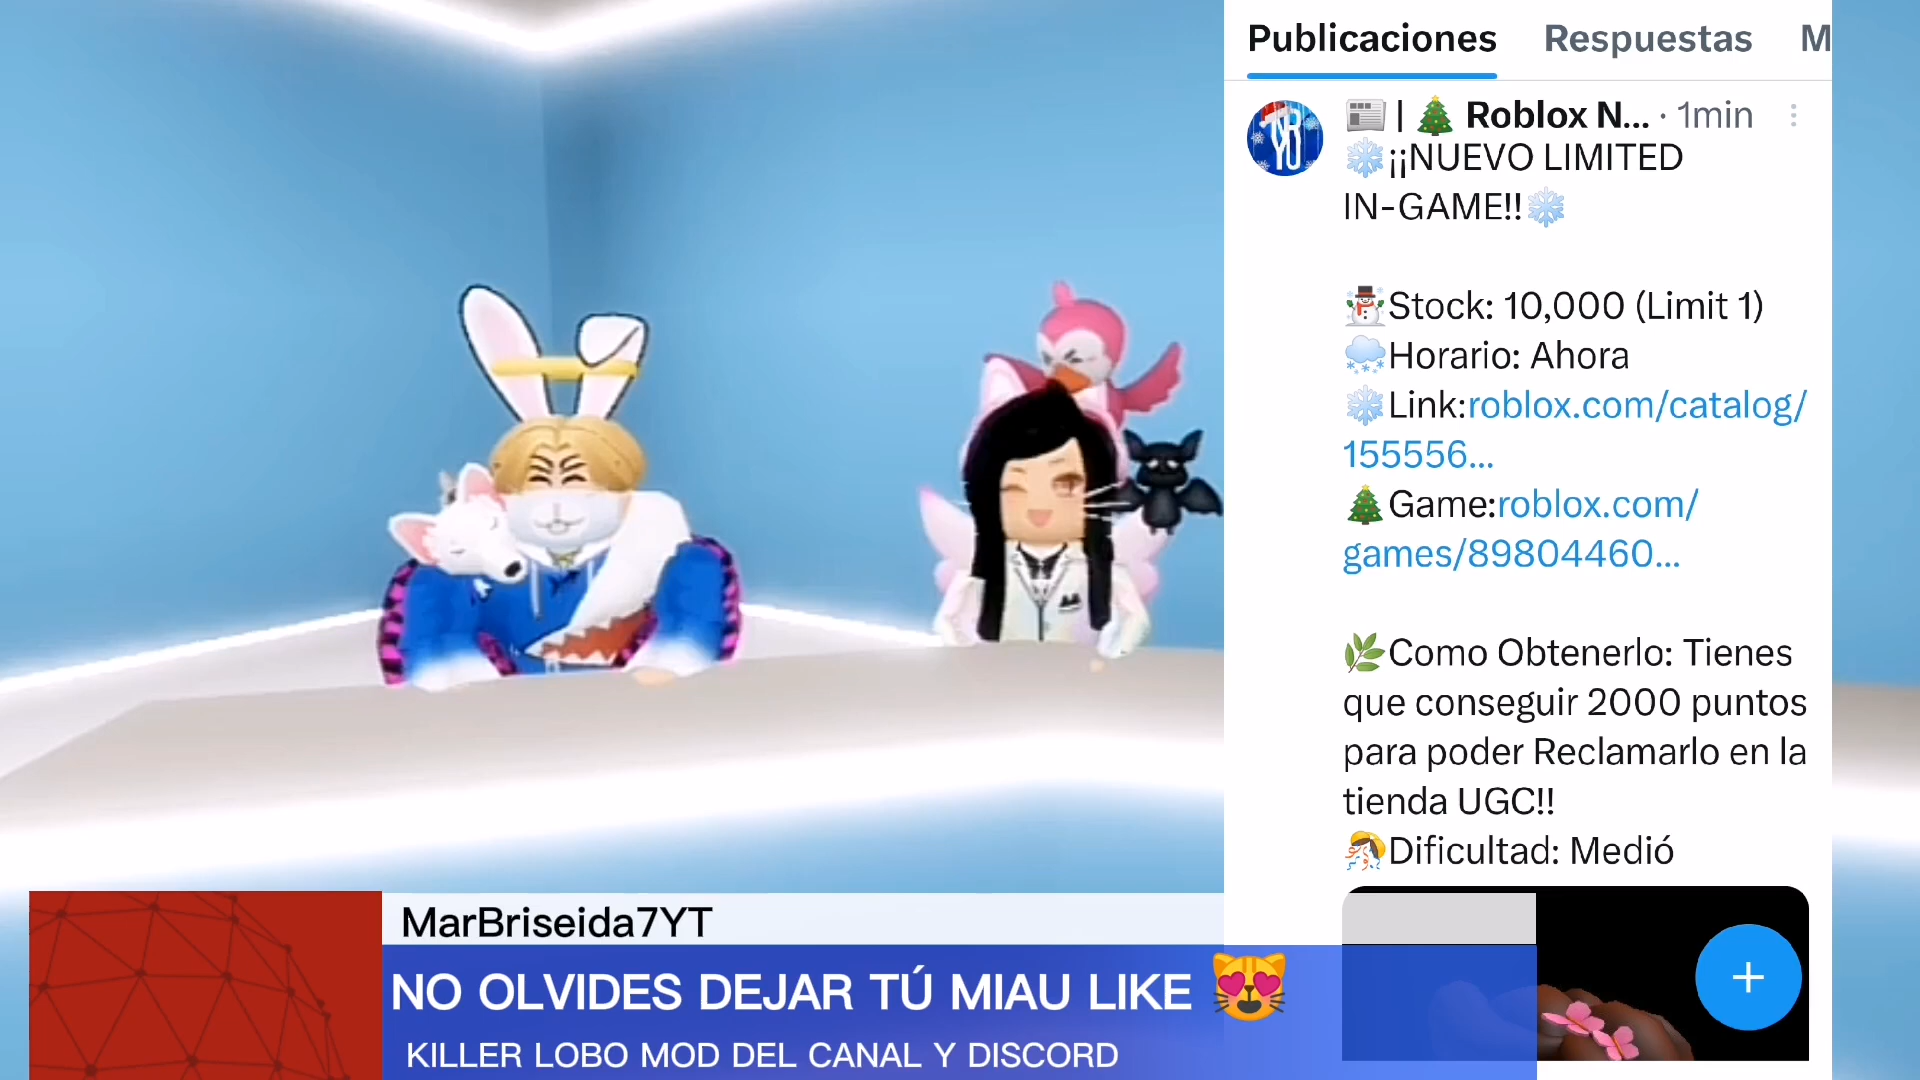 Publicaciones Respuestas M
📰 | 🎄 Roblox N... · 1min
❄️¡¡NUEVO LIMITED
IN-GAME!!❄️
☃️Stock: 10,000 (Limit 1)
🌨️Horario: Ahora
❄️Link:roblox.com/catalog/
155556...
🎄Game:roblox.com/
games/89804460...
🌿Como Obtenerlo: Tienes
que conseguir 2000 puntos
para poder Reclamarlo en la
tienda UGC!!
🎊Dificultad: Medió
MarBriseida7YT
NO OLVIDES DEJAR TÚ MIAU LIKE 😻
KILLER LOBO MOD DEL CANAL Y DISCORD